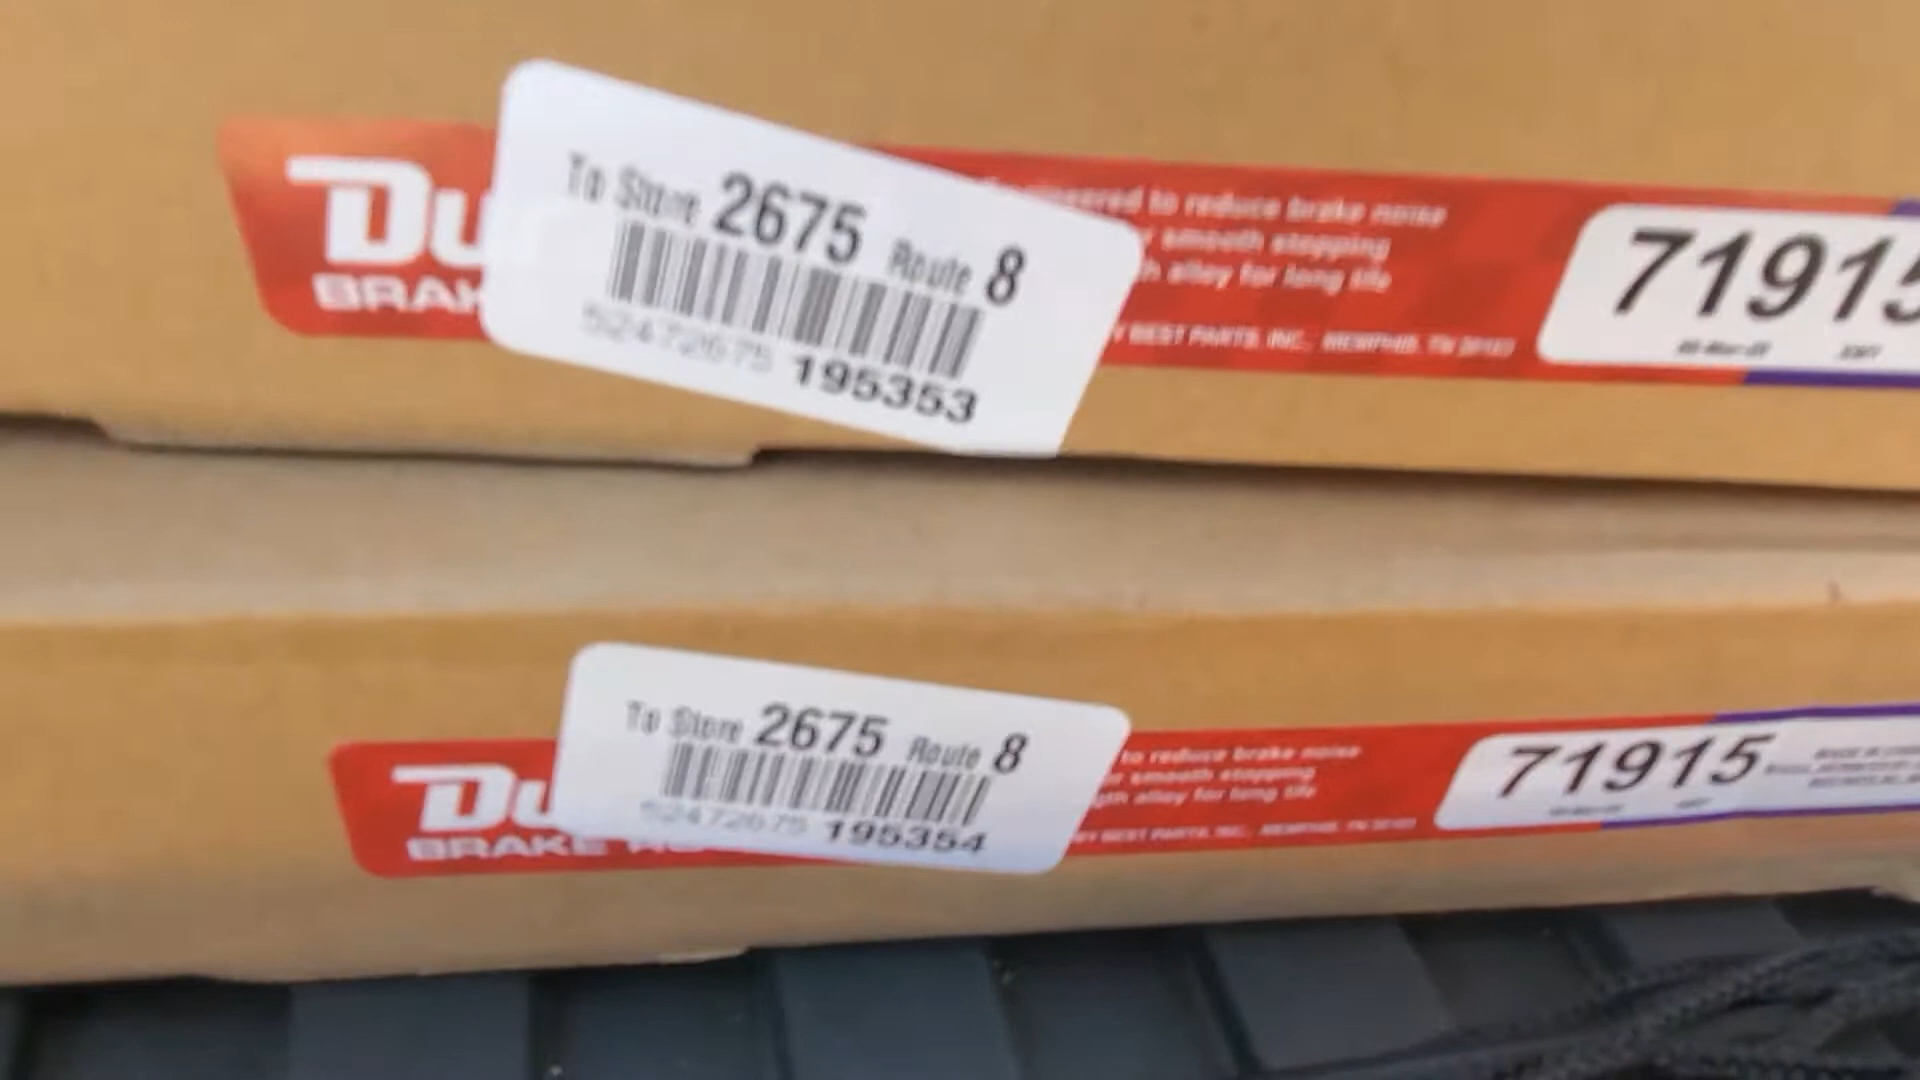 Du
BRAK
To Store 2675 Route 8
52472675 195353
to reduce brake noise
smooth stopping
alloy for long life
BEST PARTS, INC., MEMPHIS, TN
71915
To Store 2675 Route 8
52472675 195354
Du
BRAKE
to reduce brake noise
smooth stopping
alloy for long life
BEST PARTS, INC., MEMPHIS, TN
71915